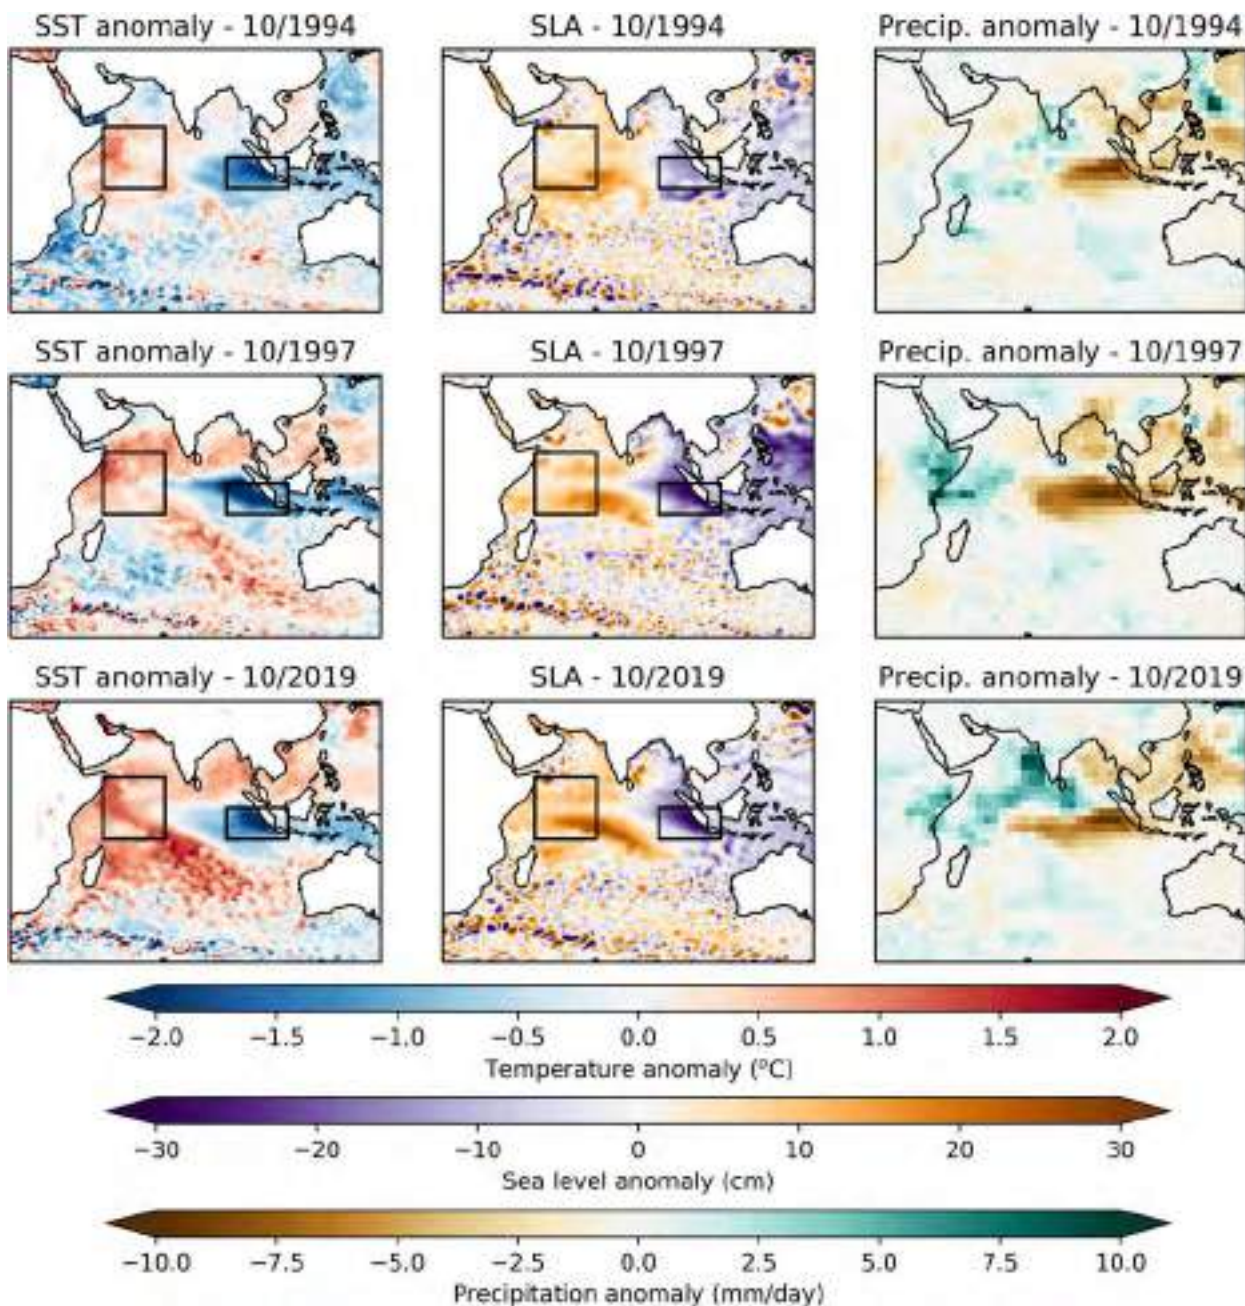 SST anomaly - 10/1994
SLA - 10/1994
Precip. anomaly - 10/1994
SST anomaly - 10/1997
SLA - 10/1997
Precip. anomaly - 10/1997
SST anomaly - 10/2019
SLA - 10/2019
Precip. anomaly - 10/2019
−2.0 −1.5 −1.0 −0.5 0.0 0.5 1.0 1.5 2.0
Temperature anomaly (°C)
−30 −20 −10 0 10 20 30
Sea level anomaly (cm)
−10.0 −7.5 −5.0 −2.5 0.0 2.5 5.0 7.5 10.0
Precipitation anomaly (mm/day)